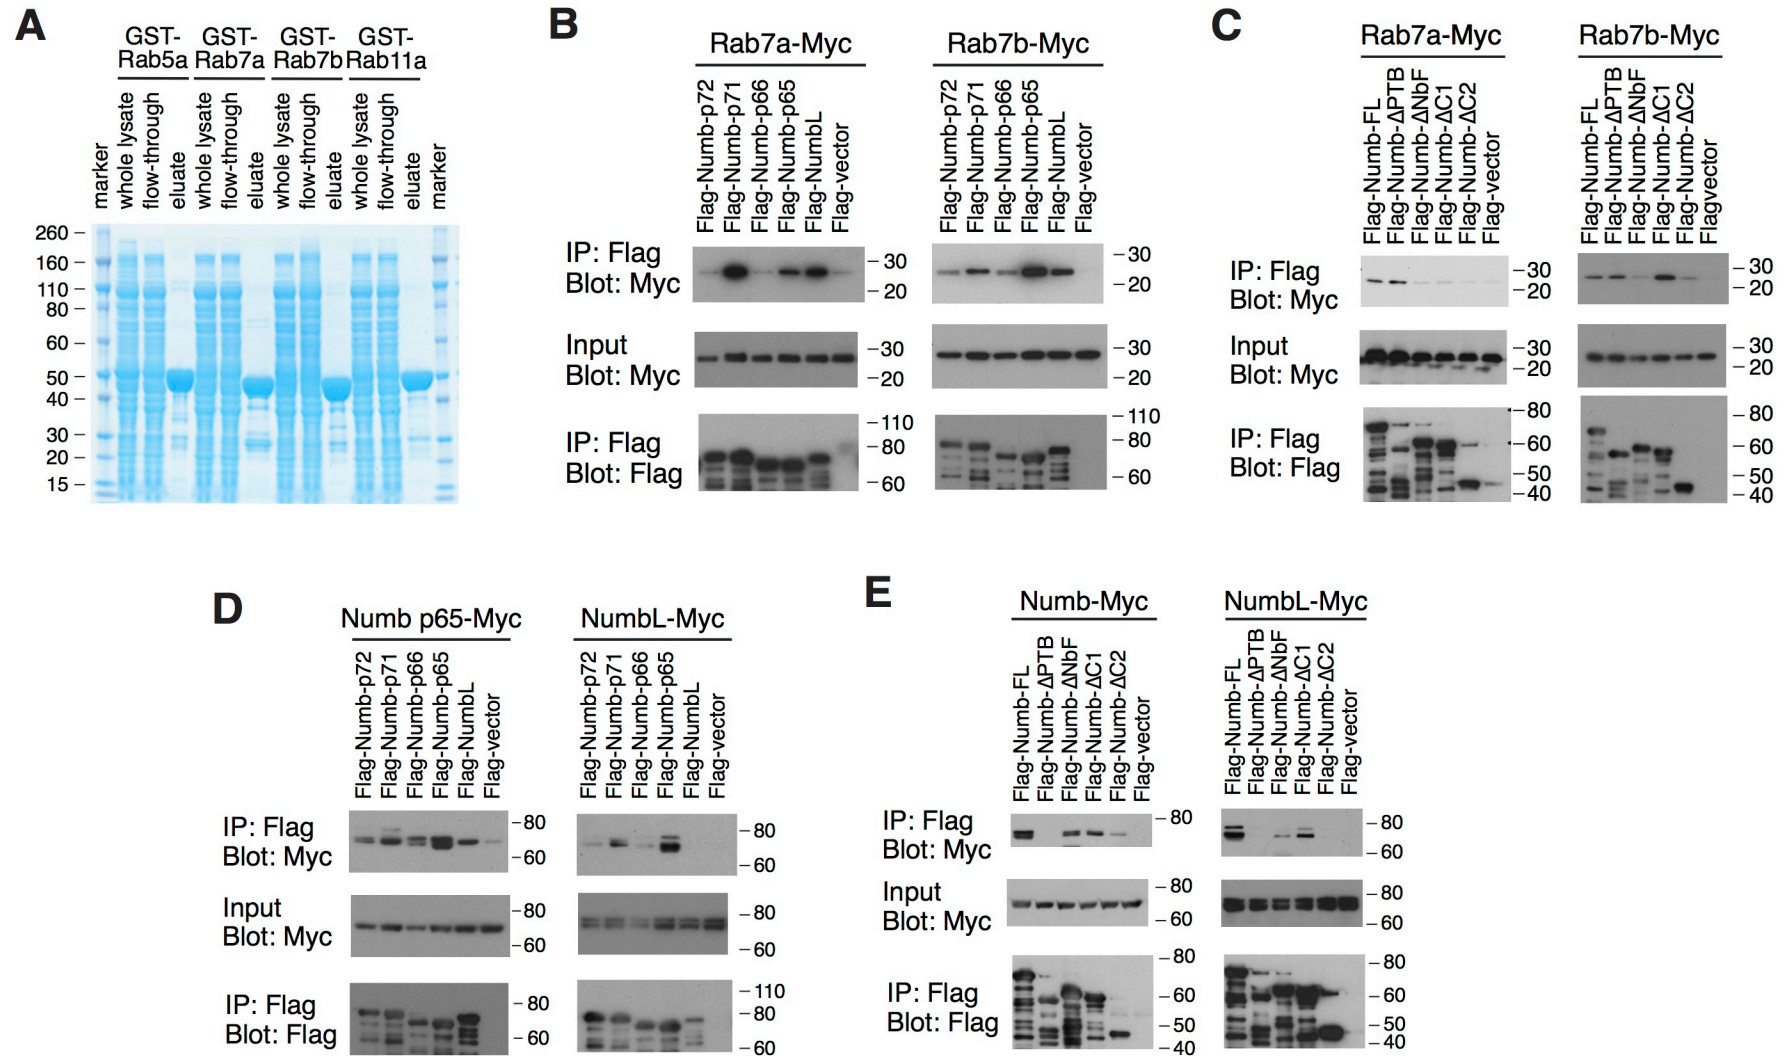 A
GST-
Rab5a
GST-
Rab7a
GST-
Rab7b
GST-
Rab11a
marker
whole lysate
flow-through
eluate
whole lysate
flow-through
eluate
whole lysate
flow-through
eluate
whole lysate
flow-through
eluate
marker
260
160
110
80
60
50
40
30
20
15
B
Rab7a-Myc
Rab7b-Myc
Flag-Numb-p72
Flag-Numb-p71
Flag-Numb-p66
Flag-Numb-p65
Flag-NumbL
Flag-vector
Flag-Numb-p72
Flag-Numb-p71
Flag-Numb-p66
Flag-Numb-p65
Flag-NumbL
Flag-vector
IP: Flag
Blot: Myc
30
20
30
20
Input
Blot: Myc
30
20
30
20
IP: Flag
Blot: Flag
110
80
60
110
80
60
C
Rab7a-Myc
Rab7b-Myc
Flag-Numb-FL
Flag-Numb-ΔPTB
Flag-Numb-ΔNbF
Flag-Numb-ΔC1
Flag-Numb-ΔC2
Flag-vector
Flag-Numb-FL
Flag-Numb-ΔPTB
Flag-Numb-ΔNbF
Flag-Numb-ΔC1
Flag-Numb-ΔC2
Flagvector
IP: Flag
Blot: Myc
30
20
30
20
Input
Blot: Myc
30
20
30
20
IP: Flag
Blot: Flag
80
60
50
40
80
60
50
40
D
Numb p65-Myc
NumbL-Myc
Flag-Numb-p72
Flag-Numb-p71
Flag-Numb-p66
Flag-Numb-p65
Flag-NumbL
Flag-vector
Flag-Numb-p72
Flag-Numb-p71
Flag-Numb-p66
Flag-Numb-p65
Flag-NumbL
Flag-vector
IP: Flag
Blot: Myc
80
60
80
60
Input
Blot: Myc
80
60
80
60
IP: Flag
Blot: Flag
80
60
110
80
60
E
Numb-Myc
NumbL-Myc
Flag-Numb-FL
Flag-Numb-ΔPTB
Flag-Numb-ΔNbF
Flag-Numb-ΔC1
Flag-Numb-ΔC2
Flag-vector
Flag-Numb-FL
Flag-Numb-ΔPTB
Flag-Numb-ΔNbF
Flag-Numb-ΔC1
Flag-Numb-ΔC2
Flag-vector
IP: Flag
Blot: Myc
80
80
60
Input
Blot: Myc
80
60
80
60
IP: Flag
Blot: Flag
80
60
50
40
80
60
50
40